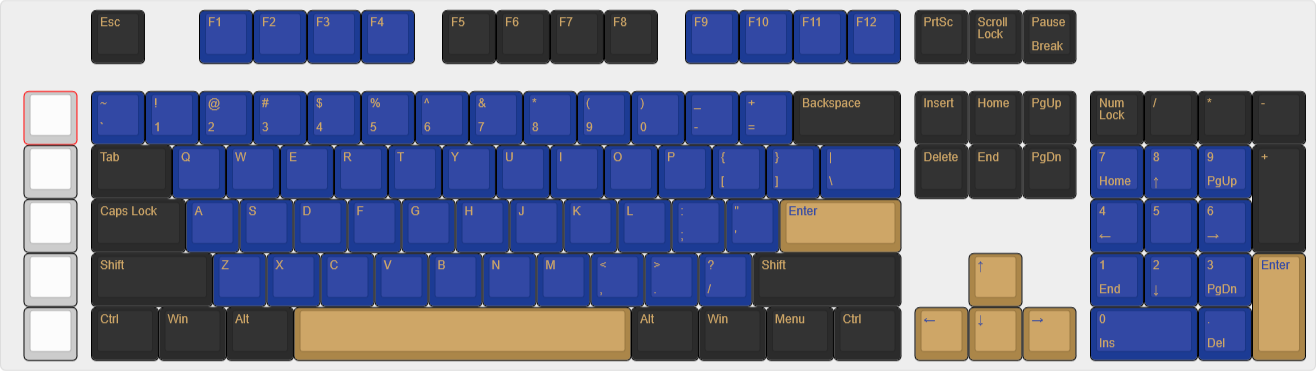 Esc F1 F2 F3 F4 F5 F6 F7 F8 F9 F10 F11 F12 PrtSc Scroll Pause
Lock Break
~ ! @ # $ % ^ & * ( ) _ + Backspace Insert Home PgUp Num / * -
` 1 2 3 4 5 6 7 8 9 0 - = Lock
Tab Q W E R T Y U I O P { } | Delete End PgDn 7 8 9 +
[ ] \ Home ↑ PgUp
Caps Lock A S D F G H J K L : " Enter 4 5 6
; ' ← →
Shift Z X C V B N M < > ? Shift ↑ 1 2 3 Enter
, . / End ↓ PgDn
Ctrl Win Alt Alt Win Menu Ctrl ← ↓ → 0 .
Ins Del